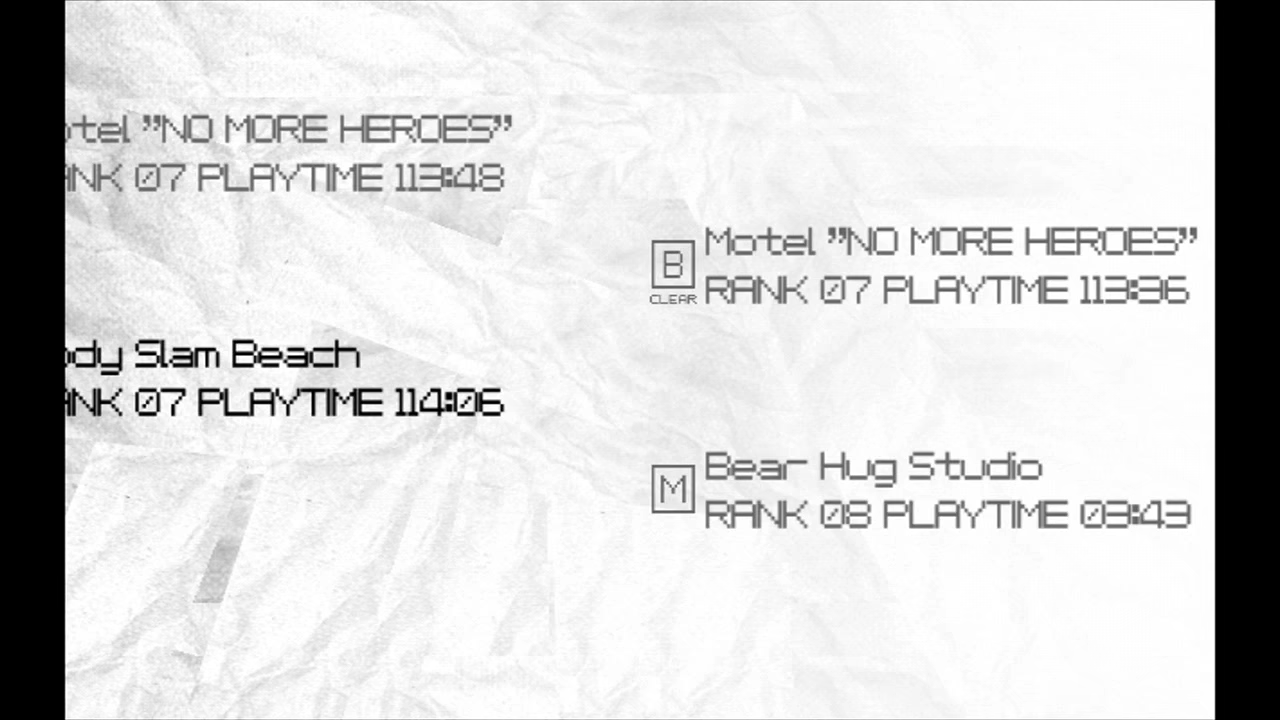 otel ”NO MORE HEROES”
ANK 07 PLAYTIME 113:48
B
CLEAR
Motel ”NO MORE HEROES”
RANK 07 PLAYTIME 113:36
ody Slam Beach
ANK 07 PLAYTIME 114:06
M
Bear Hug Studio
RANK 08 PLAYTIME 03:43